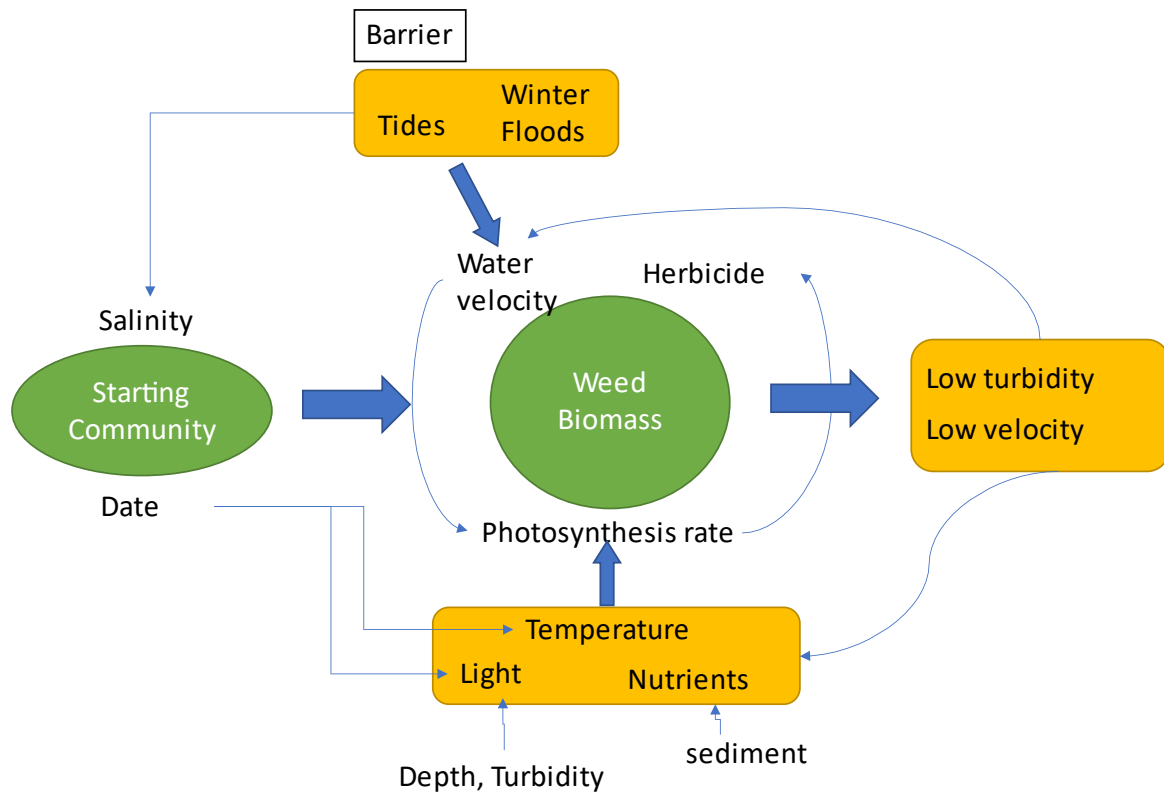 Barrier
Tides
Winter
Floods
Water
velocity
Herbicide
Salinity
Starting
Community
Weed
Biomass
Low turbidity
Low velocity
Date
Photosynthesis rate
Temperature
Light
Nutrients
sediment
Depth, Turbidity